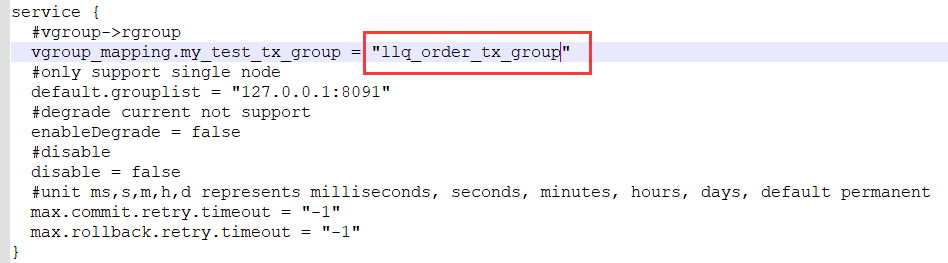 service {
#vgroup->rgroup
vgroup_mapping.my_test_tx_group = "llq_order_tx_group"
#only support single node
default.grouplist = "127.0.0.1:8091"
#degrade current not support
enableDegrade = false
#disable
disable = false
#unit ms,s,m,h,d represents milliseconds, seconds, minutes, hours, days, default permanent
max.commit.retry.timeout = "-1"
max.rollback.retry.timeout = "-1"
}